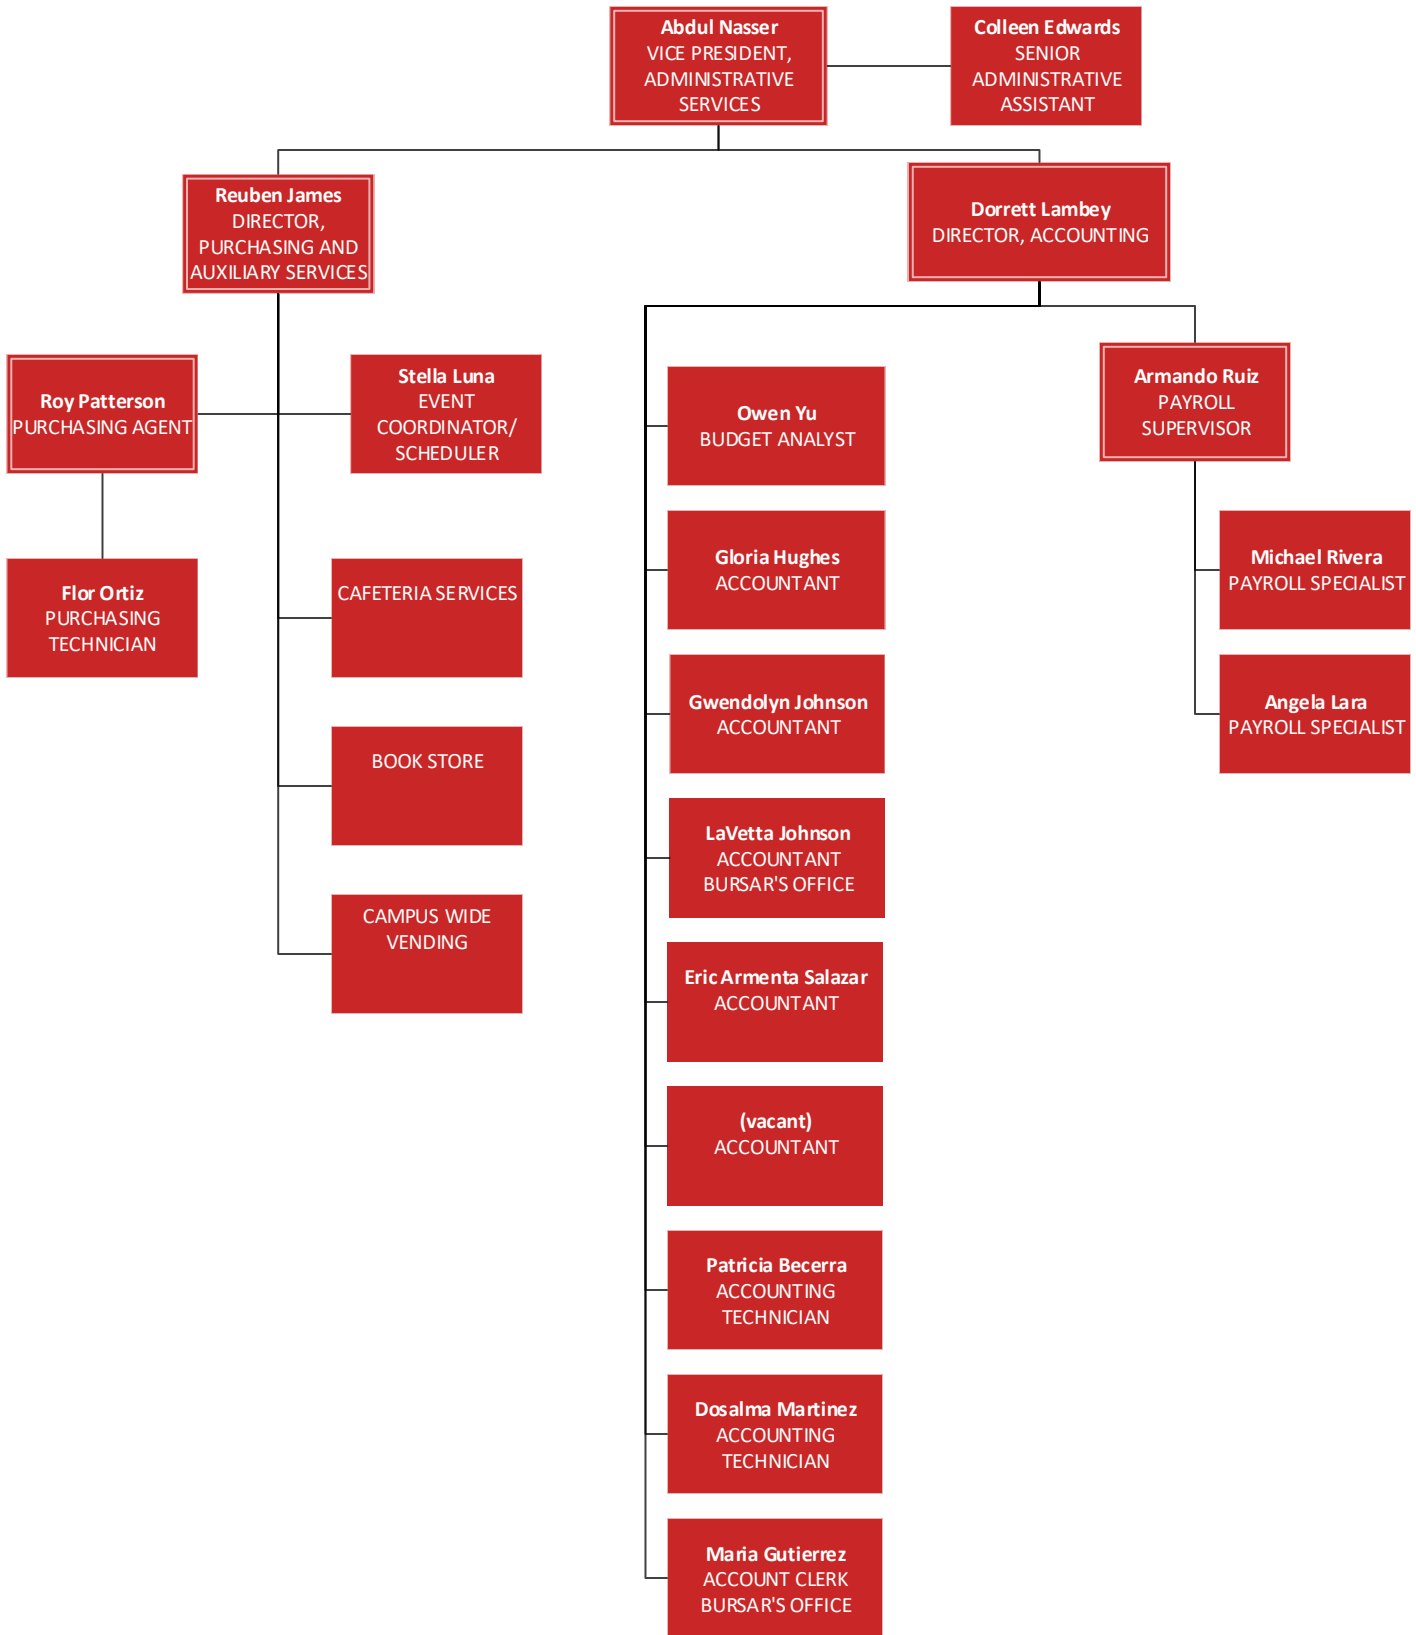 Abdul Nasser
VICE PRESIDENT,
ADMINISTRATIVE
SERVICES
Colleen Edwards
SENIOR
ADMINISTRATIVE
ASSISTANT
Reuben James
DIRECTOR,
PURCHASING AND
AUXILIARY SERVICES
Dorrett Lambey
DIRECTOR, ACCOUNTING
Roy Patterson
PURCHASING AGENT
Stella Luna
EVENT
COORDINATOR/
SCHEDULER
Flor Ortiz
PURCHASING
TECHNICIAN
CAFETERIA SERVICES
BOOK STORE
CAMPUS WIDE
VENDING
Owen Yu
BUDGET ANALYST
Gloria Hughes
ACCOUNTANT
Gwendolyn Johnson
ACCOUNTANT
LaVetta Johnson
ACCOUNTANT
BURSAR'S OFFICE
Eric Armenta Salazar
ACCOUNTANT
(vacant)
ACCOUNTANT
Patricia Becerra
ACCOUNTING
TECHNICIAN
Dosalma Martinez
ACCOUNTING
TECHNICIAN
Maria Gutierrez
ACCOUNT CLERK
BURSAR'S OFFICE
Armando Ruiz
PAYROLL
SUPERVISOR
Michael Rivera
PAYROLL SPECIALIST
Angela Lara
PAYROLL SPECIALIST